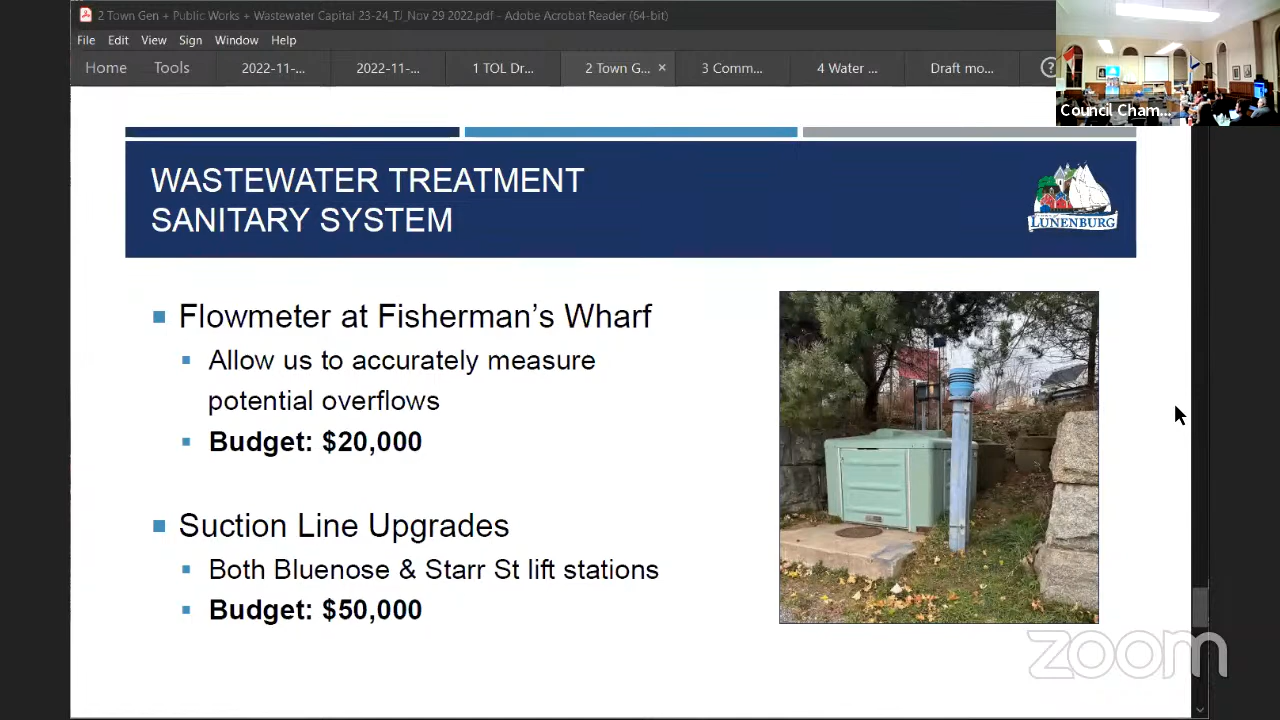 2 Town Gen + Public Works + Wastewater Capital 23-24_TJ_Nov 29 2022.pdf - Adobe Acrobat Reader (64-bit)
File Edit View Sign Window Help
Home Tools 2022-11-... 2022-11-... 1 TOL Dr... 2 Town G... × 3 Comm... 4 Water ... Draft mo... ?
Council Cham...
WASTEWATER TREATMENT
SANITARY SYSTEM
LUNENBURG
■ Flowmeter at Fisherman's Wharf
■ Allow us to accurately measure
potential overflows
■ Budget: $20,000
■ Suction Line Upgrades
■ Both Bluenose & Starr St lift stations
■ Budget: $50,000
zoom